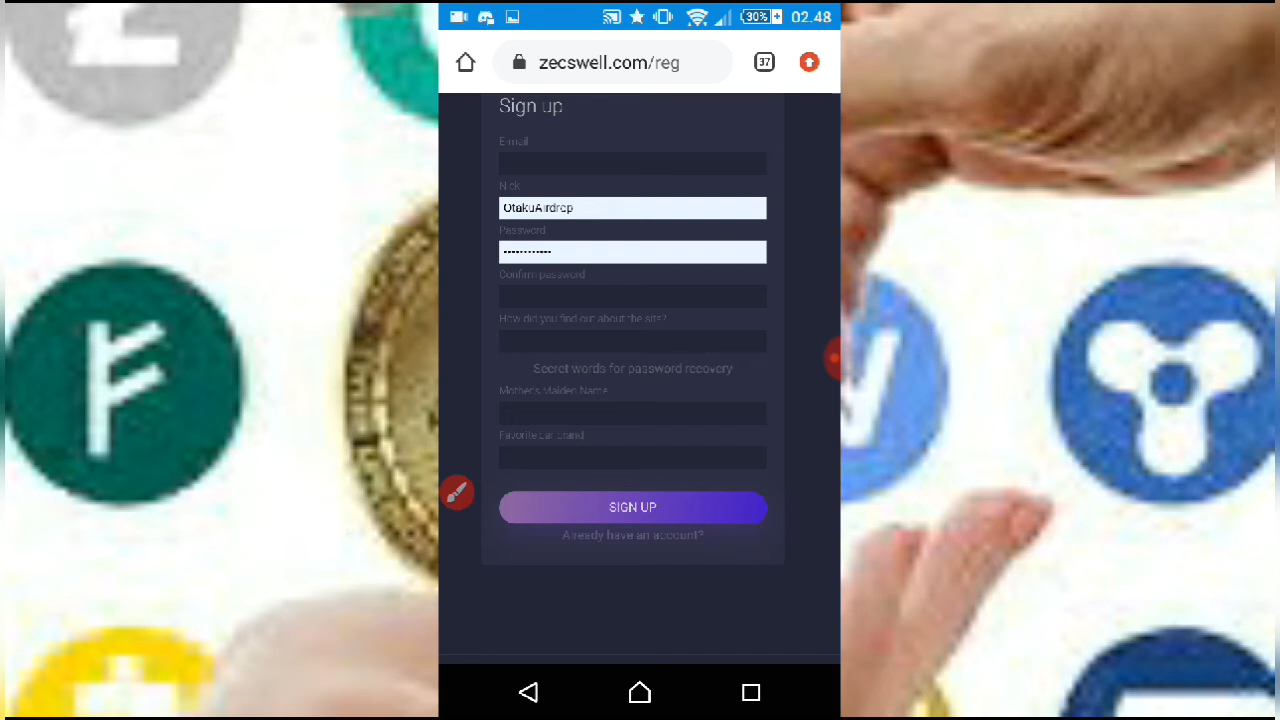 30%
02.48
zecswell.com/reg
37
Sign up
E-mail
Nick
OtakuAirdrop
Password
••••••••••••
Confirm password
How did you find out about the site?
Secret words for password recovery
Mother's Maiden Name
Favorite car brand
SIGN UP
Already have an account?